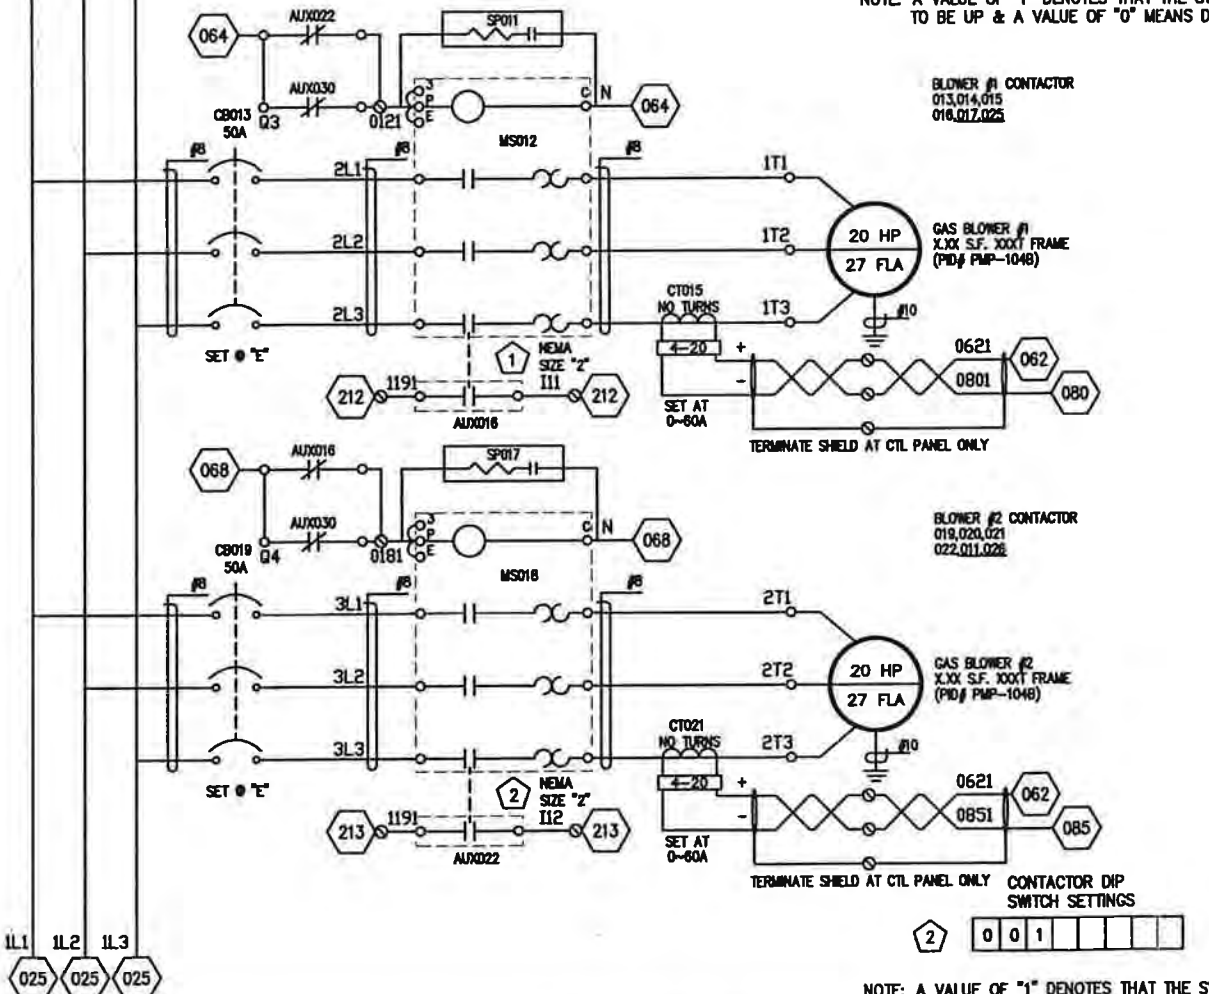 NOTE: A VALUE OF "1" DENOTES THAT THE
TO BE UP & A VALUE OF "0" MEANS
AUX022
SP011
064
BLOWER #1 CONTACTOR
013,014,015
016,017,025
AUX030
3
P
E
C
N
064
Q3
0121
CB013
50A
MS012
#8
#8
#8
2L1
1T1
2L2
1T2
20 HP
27 FLA
GAS BLOWER #1
X.XX S.F. XXXT FRAME
(PID# PMP-104B)
2L3
CT015
NO TURNS
1T3
#10
4-20
SET @ "E"
1
NEMA
SIZE "2"
+
-
0621
062
0801
080
212
1191
I11
212
AUX016
SET AT
0~60A
TERMINATE SHIELD AT CTL PANEL ONLY
AUX016
SP017
068
BLOWER #2 CONTACTOR
019,020,021
022,011,026
AUX030
3
P
E
C
N
068
Q4
0181
CB019
50A
MS018
#8
#8
#8
3L1
2T1
3L2
2T2
20 HP
27 FLA
GAS BLOWER #2
X.XX S.F. XXXT FRAME
(PID# PMP-104B)
3L3
CT021
NO TURNS
2T3
#10
4-20
SET @ "E"
2
NEMA
SIZE "2"
+
-
0621
062
0851
085
213
1191
I12
213
AUX022
SET AT
0~60A
TERMINATE SHIELD AT CTL PANEL ONLY
CONTACTOR DIP
SWITCH SETTINGS
2
0 0 1
1L1 1L2 1L3
025 025 025
NOTE: A VALUE OF "1" DENOTES THAT THE